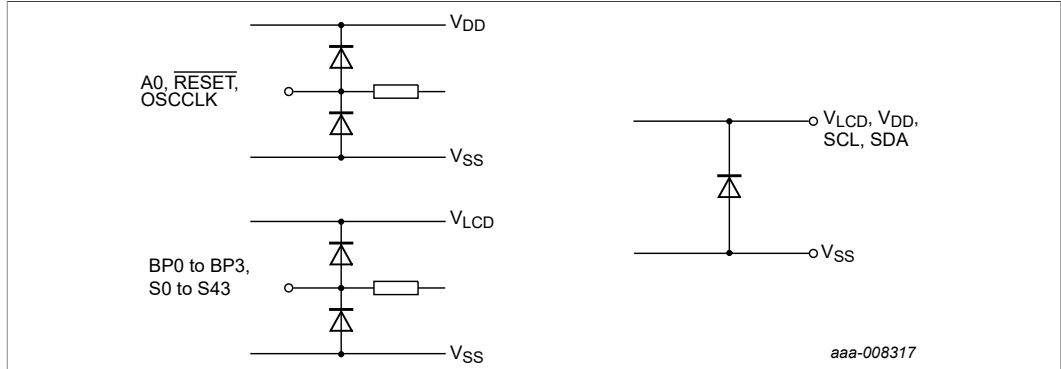 VDD
A0, RESET,
OSCCLK
VSS
VLCD
BP0 to BP3,
S0 to S43
VSS
VLCD, VDD,
SCL, SDA
VSS
aaa-008317